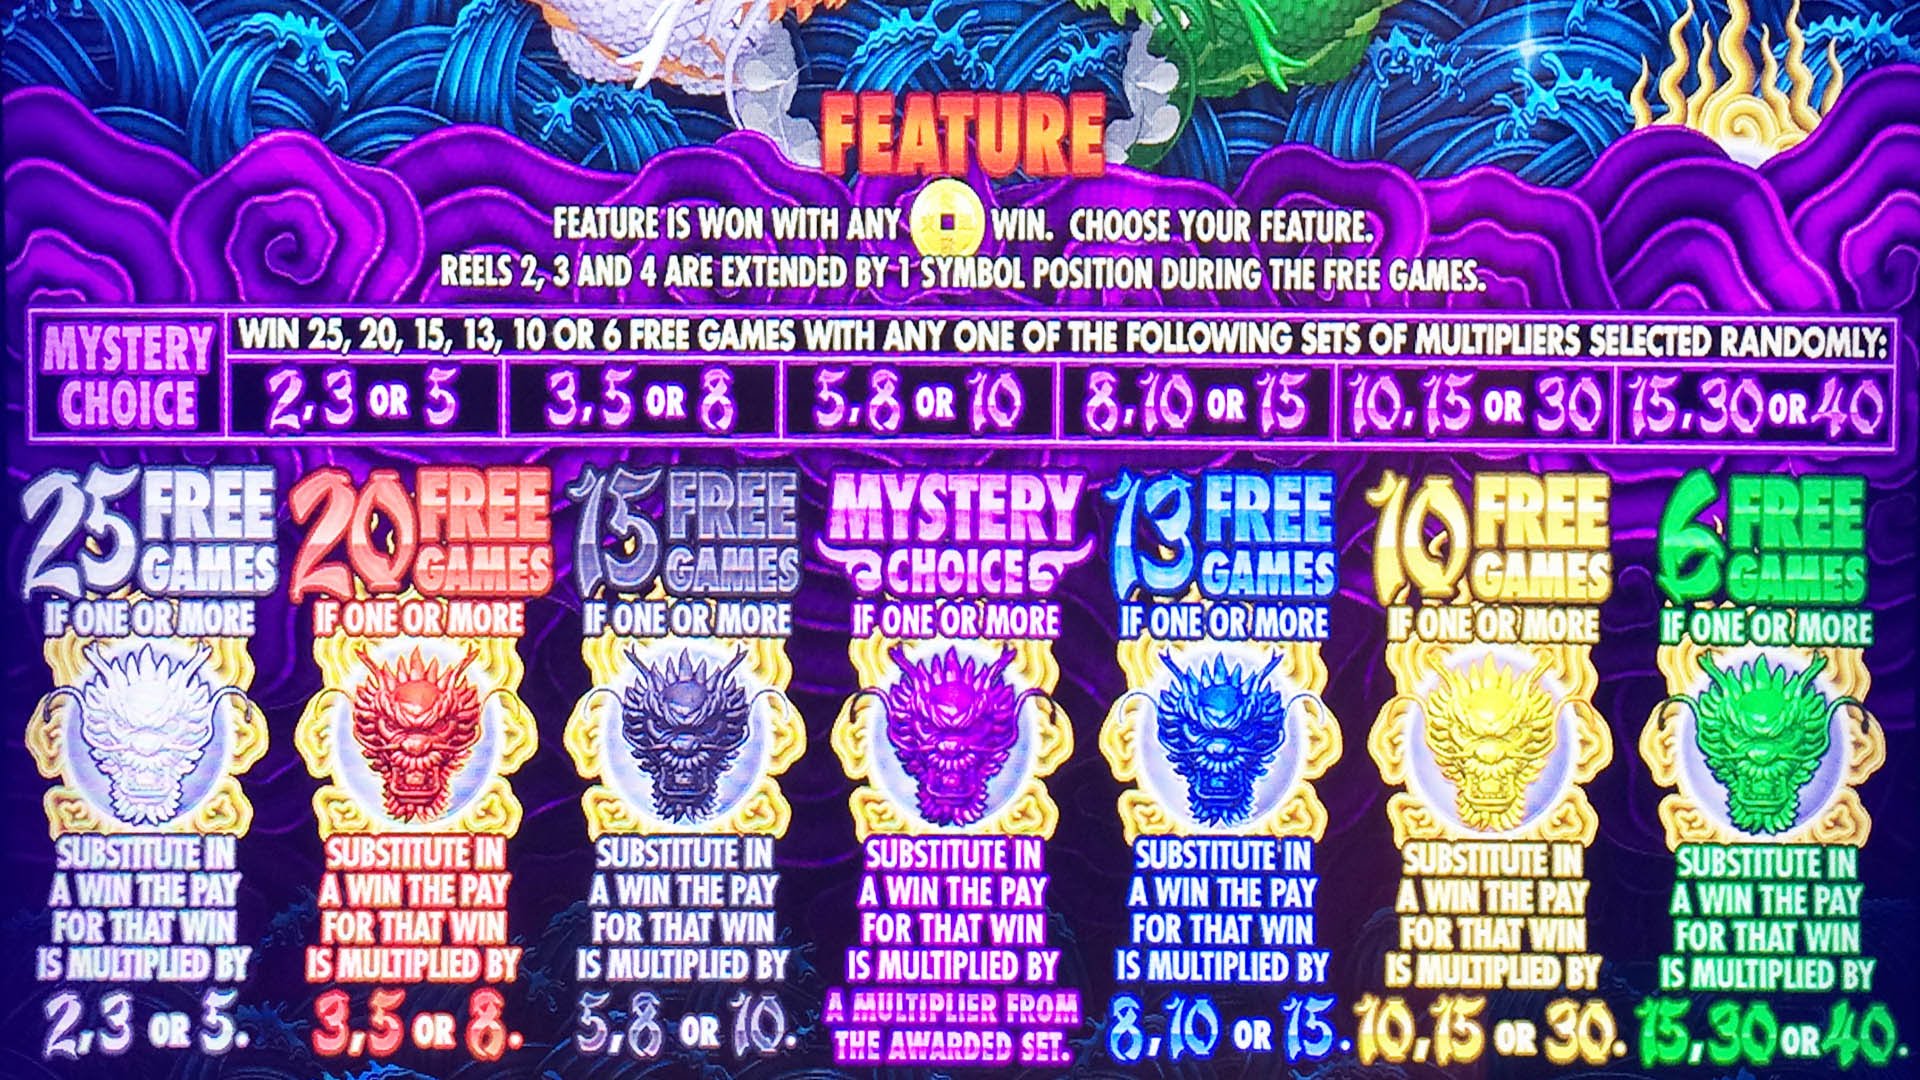 FEATURE
FEATURE IS WON WITH ANY WIN. CHOOSE YOUR FEATURE.
REELS 2, 3 AND 4 ARE EXTENDED BY 1 SYMBOL POSITION DURING THE FREE GAMES.
MYSTERY
CHOICE
WIN 25, 20, 15, 13, 10 OR 6 FREE GAMES WITH ANY ONE OF THE FOLLOWING SETS OF MULTIPLIERS SELECTED RANDOMLY:
2,3 OR 5
3,5 OR 8
5,8 OR 10
8,10 OR 15
10,15 OR 30
15,30 OR 40
25 FREE
GAMES
IF ONE OR MORE
SUBSTITUTE IN
A WIN THE PAY
FOR THAT WIN
IS MULTIPLIED BY
2,3 OR 5.
20 FREE
GAMES
IF ONE OR MORE
SUBSTITUTE IN
A WIN THE PAY
FOR THAT WIN
IS MULTIPLIED BY
3,5 OR 8.
15 FREE
GAMES
IF ONE OR MORE
SUBSTITUTE IN
A WIN THE PAY
FOR THAT WIN
IS MULTIPLIED BY
5,8 OR 10.
MYSTERY
CHOICE
IF ONE OR MORE
SUBSTITUTE IN
A WIN THE PAY
FOR THAT WIN
IS MULTIPLIED BY
A MULTIPLIER FROM
THE AWARDED SET.
13 FREE
GAMES
IF ONE OR MORE
SUBSTITUTE IN
A WIN THE PAY
FOR THAT WIN
IS MULTIPLIED BY
8,10 OR 15.
10 FREE
GAMES
IF ONE OR MORE
SUBSTITUTE IN
A WIN THE PAY
FOR THAT WIN
IS MULTIPLIED BY
10,15 OR 30.
6 FREE
GAMES
IF ONE OR MORE
SUBSTITUTE IN
A WIN THE PAY
FOR THAT WIN
IS MULTIPLIED BY
15,30 OR 40.